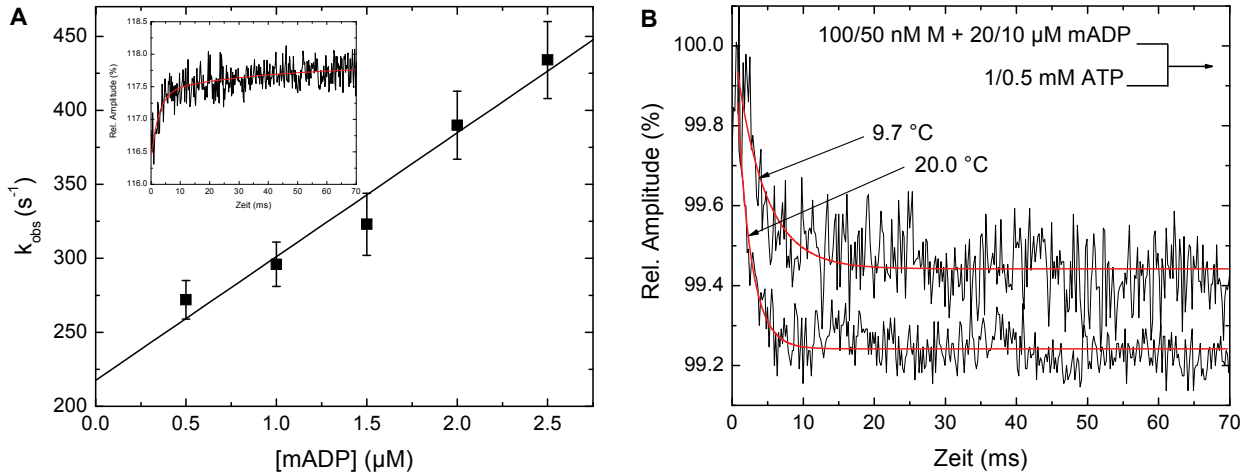 A
450
400
350
300
250
200
k_obs (s⁻¹)
0.0 0.5 1.0 1.5 2.0 2.5
[mADP] (µM)
118.5
118.0
117.5
117.0
116.5
116.0
Rel. Amplitude (%)
0 10 20 30 40 50 60 70
Zeit (ms)
B
100.0
99.8
99.6
99.4
99.2
Rel. Amplitude (%)
100/50 nM M + 20/10 µM mADP
1/0.5 mM ATP
9.7 °C
20.0 °C
0 10 20 30 40 50 60 70
Zeit (ms)